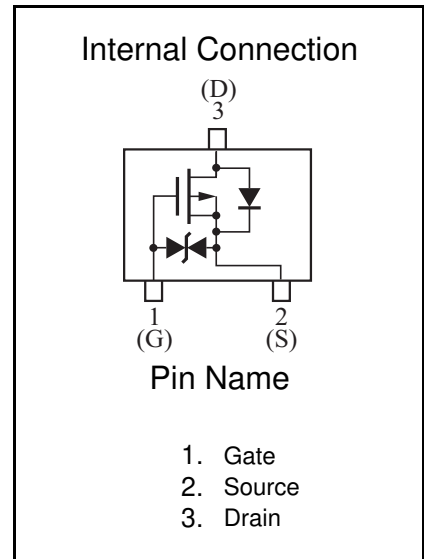 Internal Connection
(D)
3
1 2
(G) (S)
Pin Name
1. Gate
2. Source
3. Drain